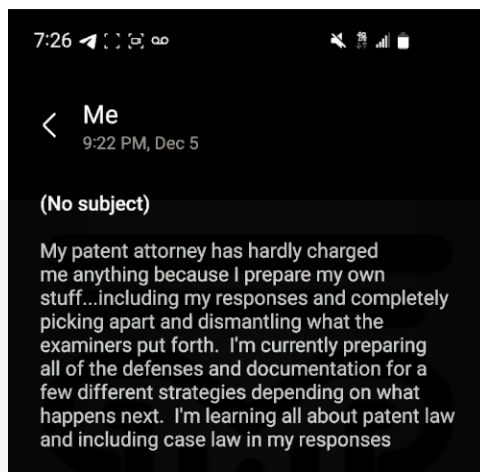 7:26
Me
9:22 PM, Dec 5
(No subject)
My patent attorney has hardly charged
me anything because I prepare my own
stuff...including my responses and completely
picking apart and dismantling what the
examiners put forth.  I'm currently preparing
all of the defenses and documentation for a
few different strategies depending on what
happens next.  I'm learning all about patent law
and including case law in my responses